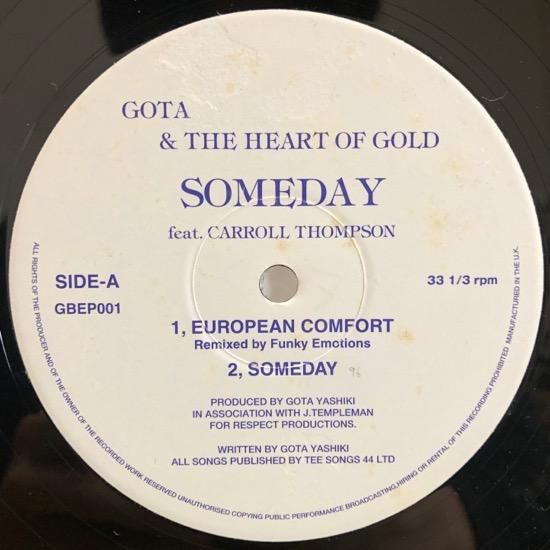 GOTA
& THE HEART OF GOLD
SOMEDAY
feat. CARROLL THOMPSON
SIDE-A
33 1/3 rpm
GBEP001
1, EUROPEAN COMFORT
Remixed by Funky Emotions
2, SOMEDAY
96
PRODUCED BY GOTA YASHIKI
IN ASSOCIATION WITH J.TEMPLEMAN
FOR RESPECT PRODUCTIONS.
WRITTEN BY GOTA YASHIKI
ALL SONGS PUBLISHED BY TEE SONGS 44 LTD
ALL RIGHTS OF THE PRODUCER AND OF THE OWNER OF THE RECORDED WORK RESERVED UNAUTHORISED COPYING PUBLIC PERFORMANCE BROADCASTING,HIRING OR RENTAL OF THIS RECORDING PROHIBITED MANUFACTURED IN THE U.K.